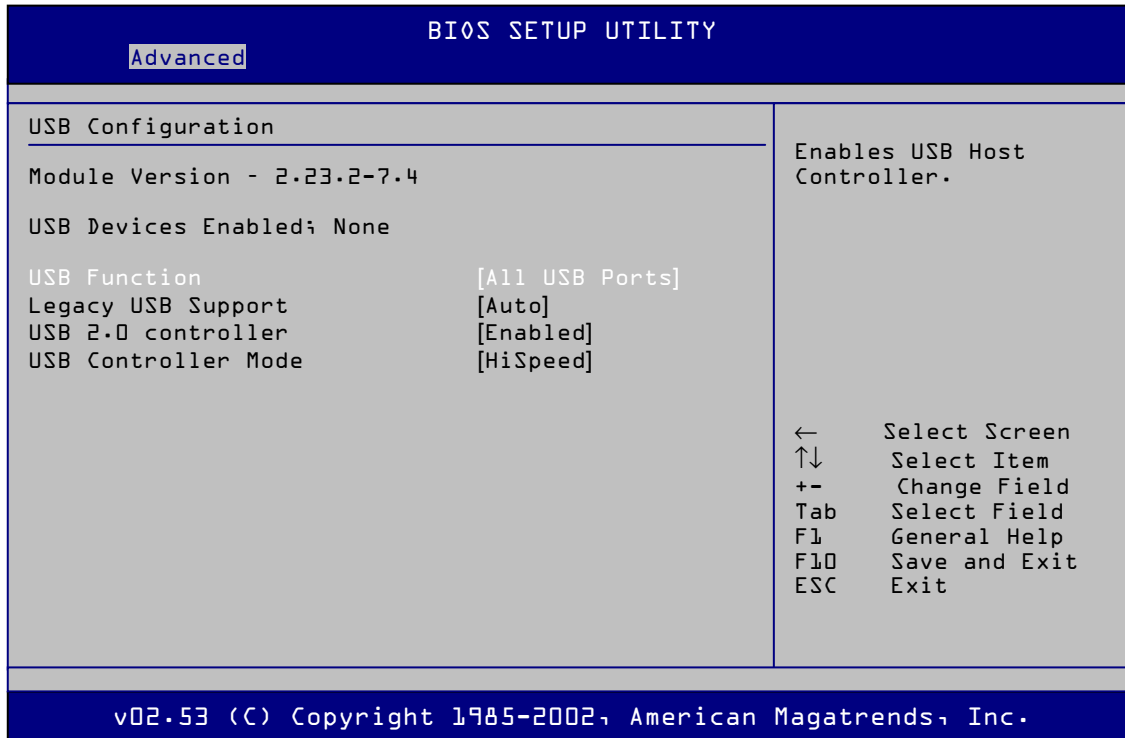 BIOS SETUP UTILITY
Advanced
USB Configuration
Module Version - 2.23.2-7.4
USB Devices Enabled; None
USB Function [All USB Ports]
Legacy USB Support [Auto]
USB 2.0 controller [Enabled]
USB Controller Mode [HiSpeed]
Enables USB Host
Controller.
← Select Screen
↑↓ Select Item
+- Change Field
Tab Select Field
F1 General Help
F10 Save and Exit
ESC Exit
v02.53 (C) Copyright 1985-2002, American Magatrends, Inc.